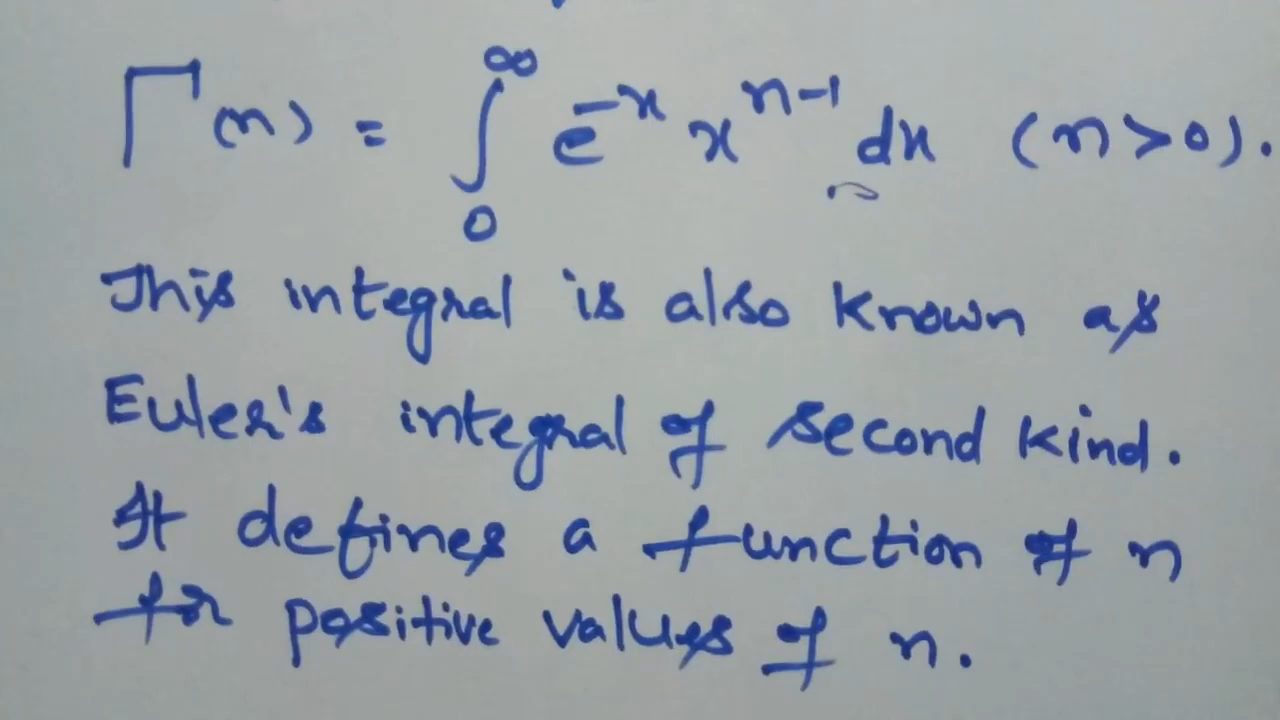 Γ(n) = ∫₀^∞ e^{-x} x^{n-1} dx (n>0).
This integral is also known as
Euler's integral of second kind.
It defines a function of n
for positive values of n.